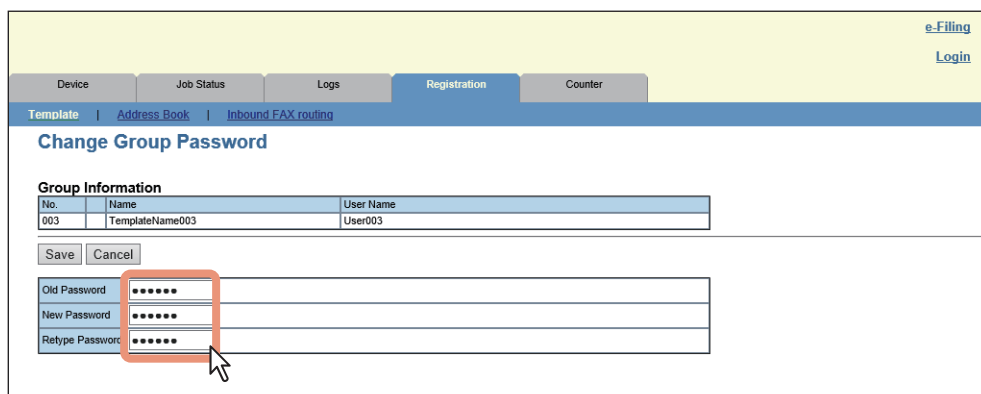 e-Filing
Login
Device Job Status Logs Registration Counter
Template | Address Book | Inbound FAX routing
Change Group Password
Group Information
No. Name User Name
003 TemplateName003 User003
Save Cancel
Old Password ••••••
New Password ••••••
Retype Password ••••••